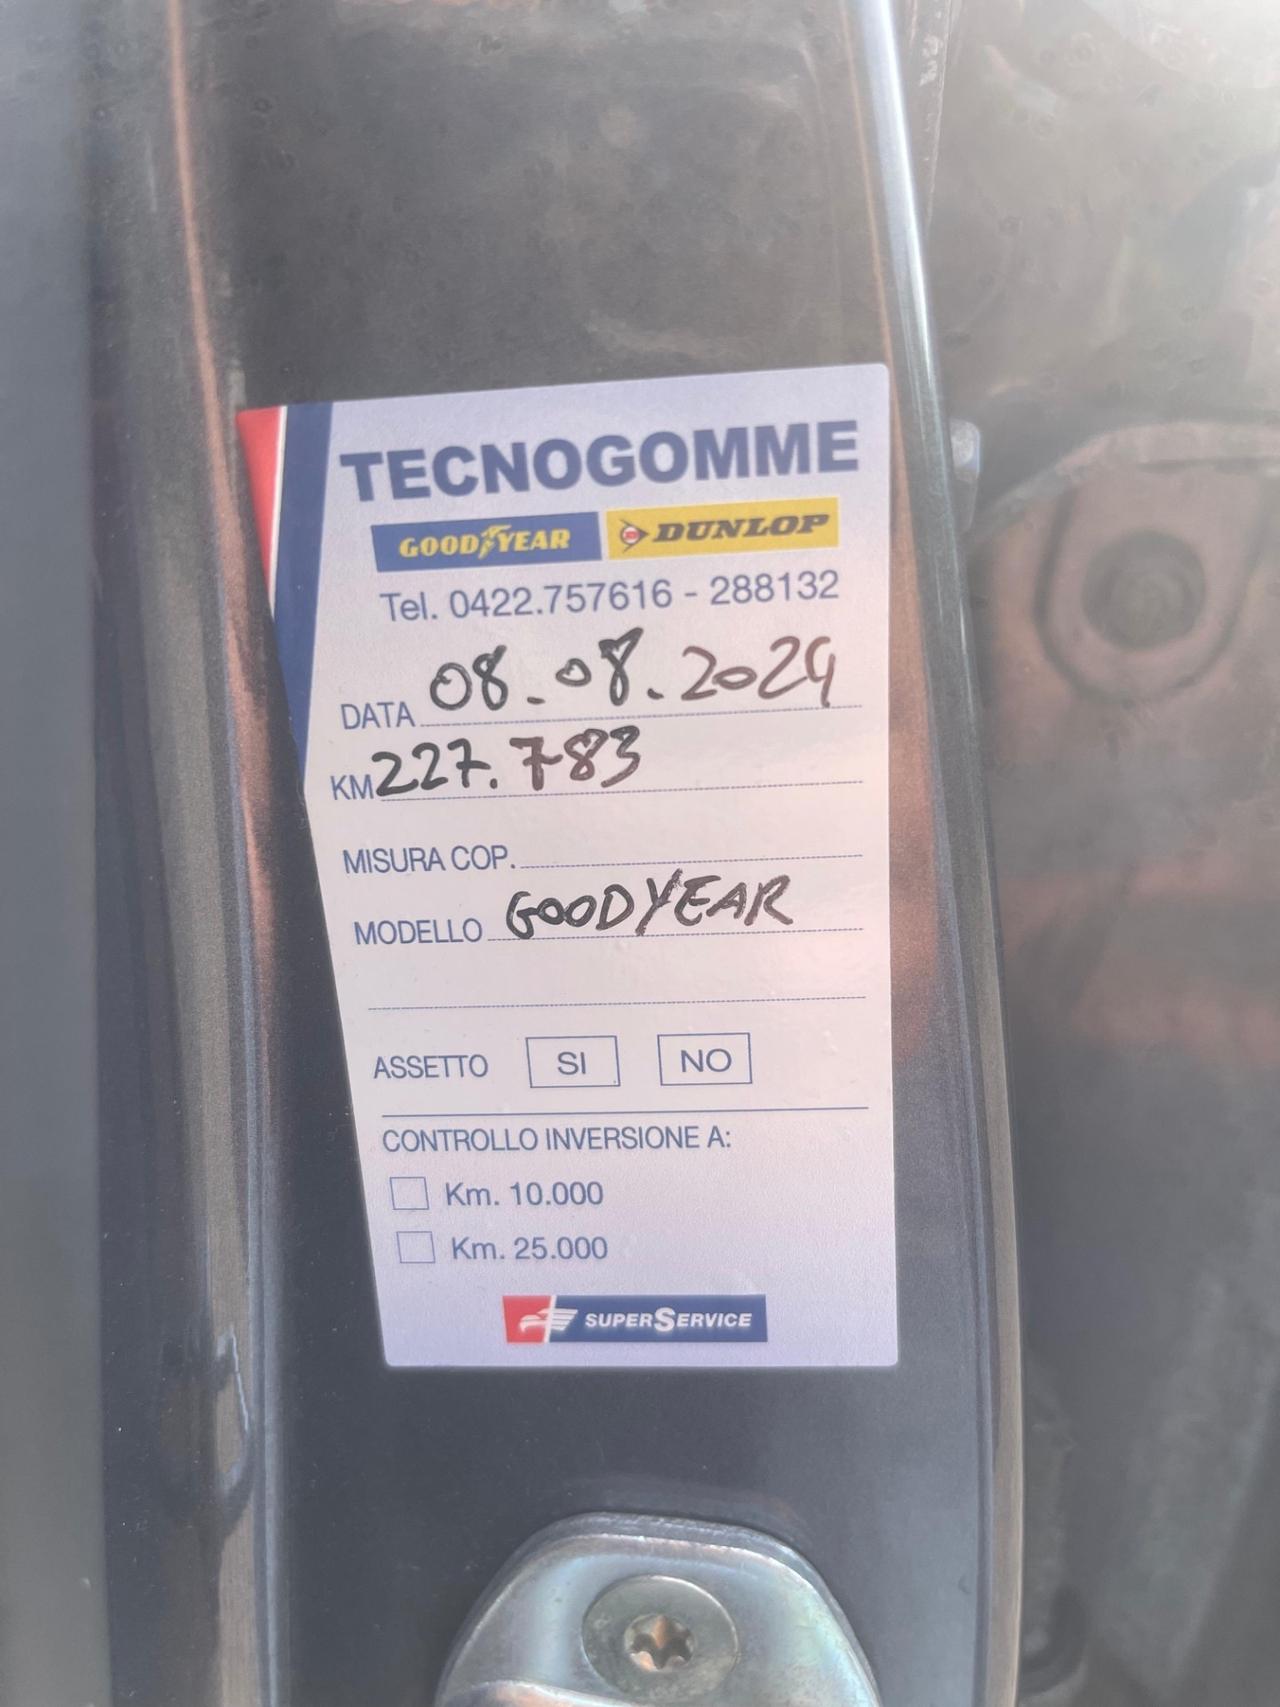 TECNOGOMME
GOODYEAR DUNLOP
Tel. 0422.757616 - 288132
DATA 08.08.2024
KM 227.783
MISURA COP.
MODELLO GOODYEAR
ASSETTO SI NO
CONTROLLO INVERSIONE A:
Km. 10.000
Km. 25.000
SUPERSERVICE